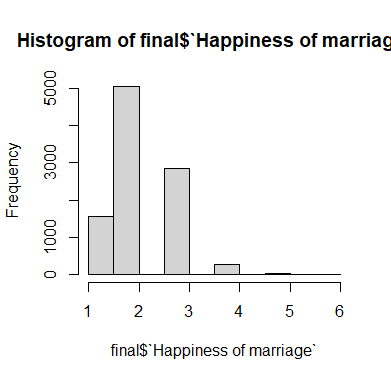 Histogram of final$`Happiness of marriag
Frequency
5000
3000
1000
0
1 2 3 4 5 6
final$`Happiness of marriage`